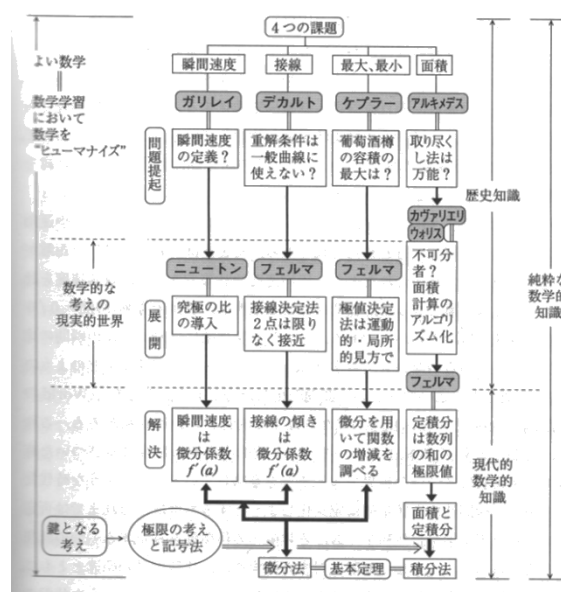 4つの課題
瞬間速度
接線
最大、最小
面積
ガリレイ
デカルト
ケプラー
アルキメデス
問題提起
瞬間速度
の定義?
重解条件は
一般曲線に
使えない?
葡萄酒樽
の容積の
最大は?
取り尽く
し法は
万能?
カヴァリエリ
ウォリス
ニュートン
フェルマ
フェルマ
不可分
者?
面積
計算の
アルゴリ
ズム化
展開
究極の比
の導入
接線決定法
2点は限り
なく接近
極値決定
法は運動
的・局所
的見方で
フェルマ
解決
瞬間速度
は
微分係数
f′(a)
接線の傾き
は
微分係数
f′(a)
微分を用
いて関数
の増減を
調べる
定積分
は数列
の和の
極限値
面積と
定積分
鍵となる
考え
極限の考え
と記号法
微分法
基本定理
積分法
よい数学
数学学習
において
数学を
“ヒューマナイズ”
数学的な
考えの
現実的世界
歴史知識
現代的
数学的
知識
純粋な
数学的
知識